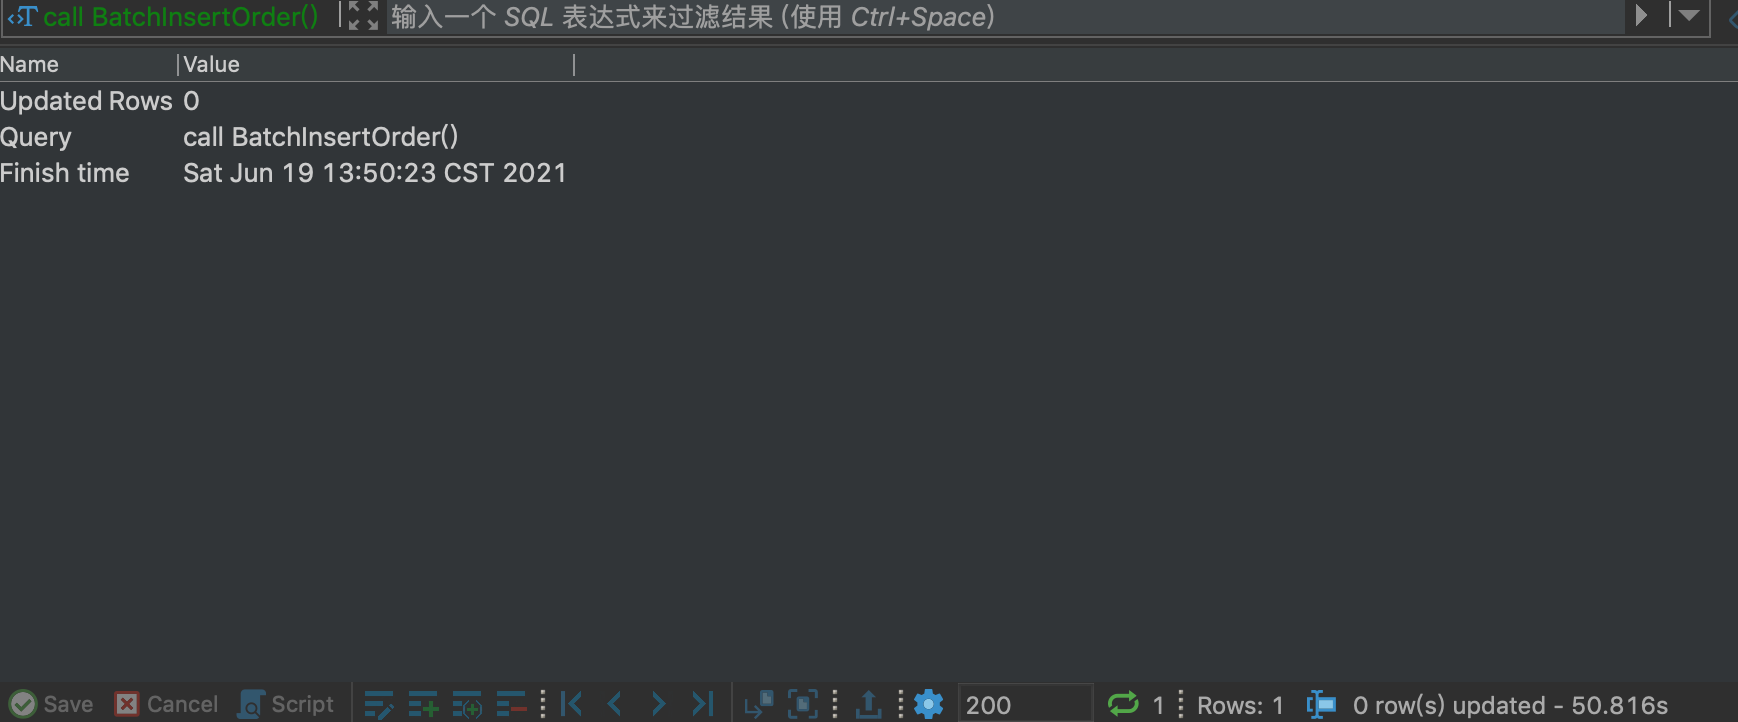 call BatchInsertOrder() 输入一个 SQL 表达式来过滤结果 (使用 Ctrl+Space)
Name Value
Updated Rows 0
Query call BatchInsertOrder()
Finish time Sat Jun 19 13:50:23 CST 2021
Save Cancel Script 200 1 Rows: 1 0 row(s) updated - 50.816s